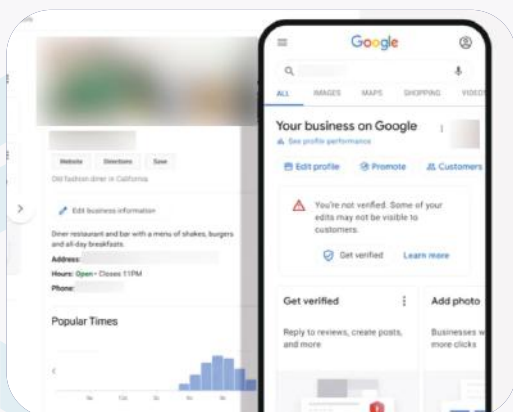 Website Directions Save
Old fashion diner in California
Edit business information
Diner restaurant and bar with a menu of shakes, burgers
and all-day breakfasts.
Address:
Hours: Open • Closes 11PM
Phone:
Popular Times
Google
ALL IMAGES MAPS SHOPPING VIDEOS
Your business on Google
See profile performance
Edit profile Promote Customers
You're not verified. Some of
your edits may not be visible to
customers.
Get verified Learn more
Get verified
Reply to reviews, create posts,
and more
Add photo
Businesses w
more clicks